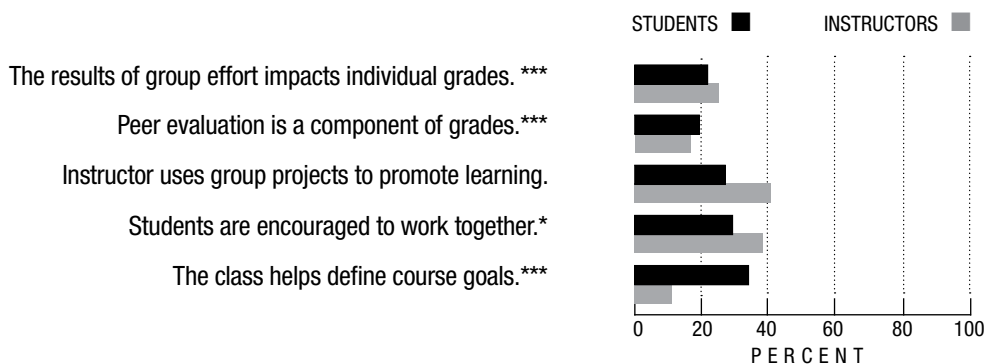 STUDENTS INSTRUCTORS
The results of group effort impacts individual grades. ***
Peer evaluation is a component of grades.***
Instructor uses group projects to promote learning.
Students are encouraged to work together.*
The class helps define course goals.***
0 20 40 60 80 100
PERCENT